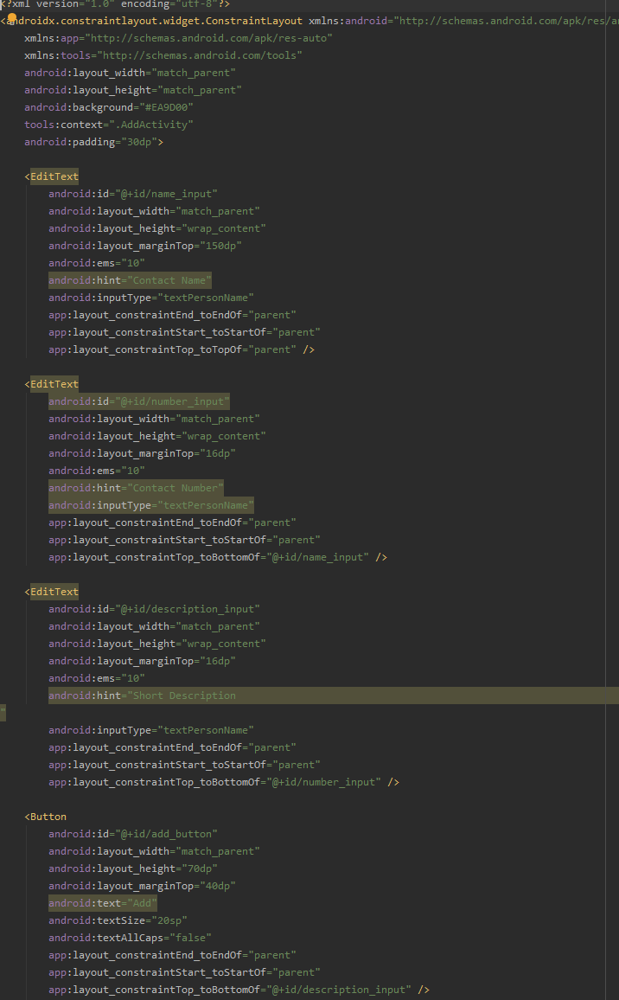 <?xml version="1.0" encoding="utf-8"?>
<androidx.constraintlayout.widget.ConstraintLayout xmlns:android="http://schemas.android.com/apk/res/an
    xmlns:app="http://schemas.android.com/apk/res-auto"
    xmlns:tools="http://schemas.android.com/tools"
    android:layout_width="match_parent"
    android:layout_height="match_parent"
    android:background="#EA9D00"
    tools:context=".AddActivity"
    android:padding="30dp">

    <EditText
        android:id="@+id/name_input"
        android:layout_width="match_parent"
        android:layout_height="wrap_content"
        android:layout_marginTop="150dp"
        android:ems="10"
        android:hint="Contact Name"
        android:inputType="textPersonName"
        app:layout_constraintEnd_toEndOf="parent"
        app:layout_constraintStart_toStartOf="parent"
        app:layout_constraintTop_toTopOf="parent" />

    <EditText
        android:id="@+id/number_input"
        android:layout_width="match_parent"
        android:layout_height="wrap_content"
        android:layout_marginTop="16dp"
        android:ems="10"
        android:hint="Contact Number"
        android:inputType="textPersonName"
        app:layout_constraintEnd_toEndOf="parent"
        app:layout_constraintStart_toStartOf="parent"
        app:layout_constraintTop_toBottomOf="@+id/name_input" />

    <EditText
        android:id="@+id/description_input"
        android:layout_width="match_parent"
        android:layout_height="wrap_content"
        android:layout_marginTop="16dp"
        android:ems="10"
        android:hint="Short Description
"
        android:inputType="textPersonName"
        app:layout_constraintEnd_toEndOf="parent"
        app:layout_constraintStart_toStartOf="parent"
        app:layout_constraintTop_toBottomOf="@+id/number_input" />

    <Button
        android:id="@+id/add_button"
        android:layout_width="match_parent"
        android:layout_height="70dp"
        android:layout_marginTop="40dp"
        android:text="Add"
        android:textSize="20sp"
        android:textAllCaps="false"
        app:layout_constraintEnd_toEndOf="parent"
        app:layout_constraintStart_toStartOf="parent"
        app:layout_constraintTop_toBottomOf="@+id/description_input" />